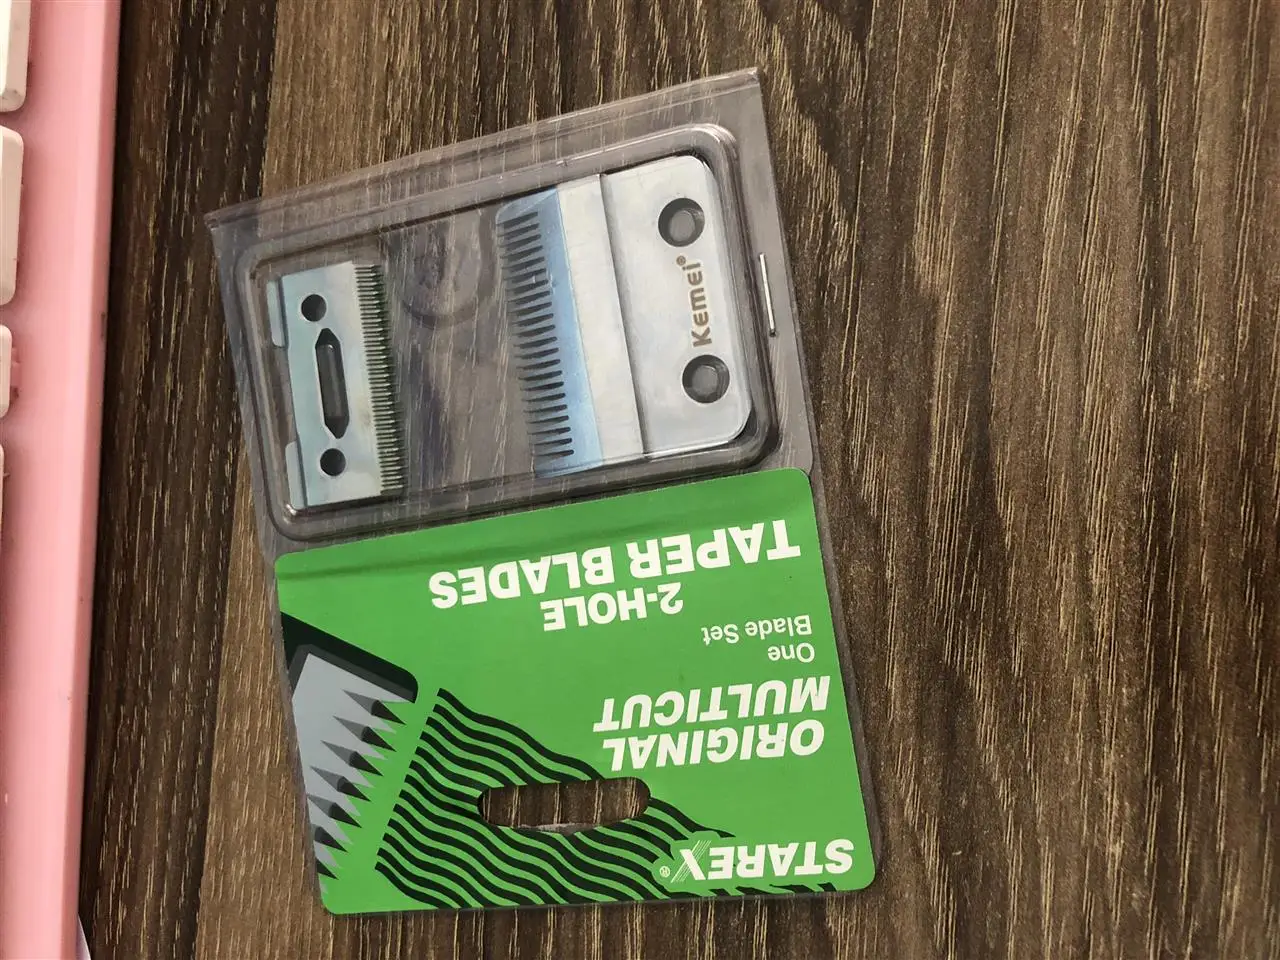 STAREX®
ORIGINAL
MULTICUT
One
Blade Set
2-HOLE
TAPER BLADES
Kemei®